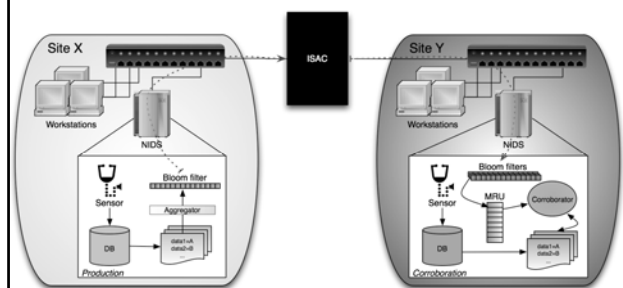 Site X
Workstations
NIDS
Bloom filter
Sensor
Aggregator
DB
data1=A
data2=B
...
Production
ISAC
Site Y
Workstations
NIDS
Bloom filters
MRU
Sensor
Corroborator
DB
data1=A
data2=B
...
Corroboration